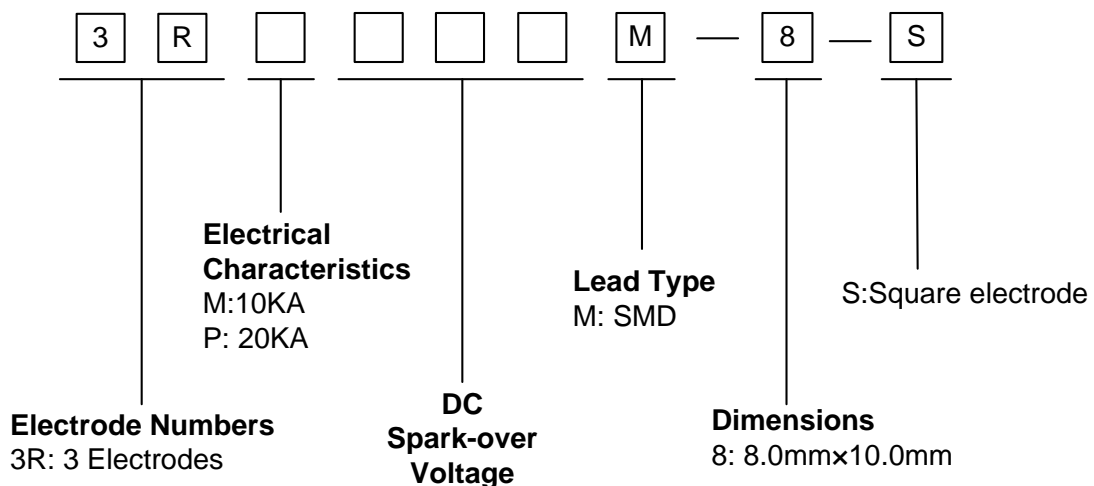 3 R M — 8 — S
Electrical
Characteristics
M:10KA
P: 20KA
Lead Type
M: SMD
S:Square electrode
Electrode Numbers
3R: 3 Electrodes
DC
Spark-over
Voltage
Dimensions
8: 8.0mm×10.0mm